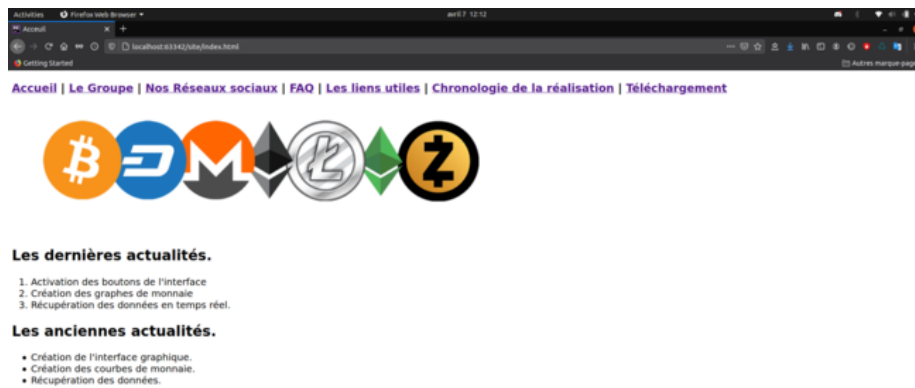 Activities Firefox Web Browser avril 7 12:12
Acceuil
localhost:63342/site/index.html
Getting Started Autres marque-pages
Accueil | Le Groupe | Nos Réseaux sociaux | FAQ | Les liens utiles | Chronologie de la réalisation | Téléchargement
Les dernières actualités.
1. Activation des boutons de l'interface
2. Création des graphes de monnaie
3. Récupération des données en temps réel.
Les anciennes actualités.
• Création de l'interface graphique.
• Création des courbes de monnaie.
• Récupération des données.